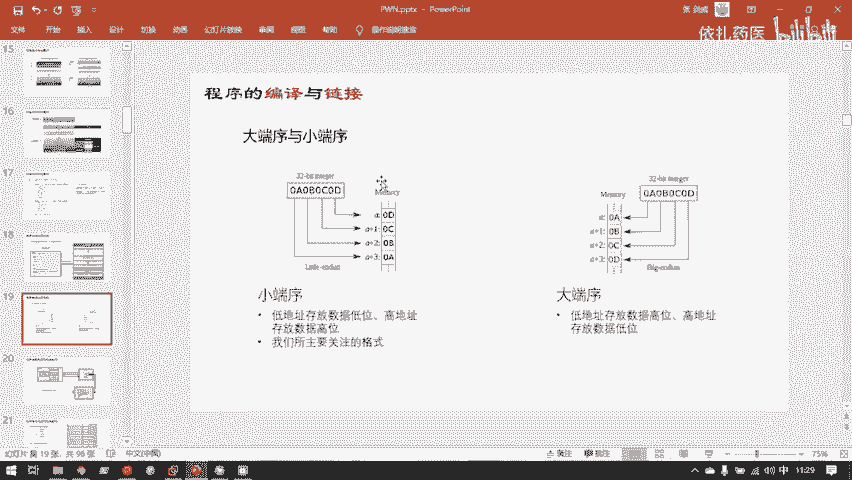 PWN.pptx - PowerPoint
文件 开始 插入 设计 切换 动画 幻灯片放映 审阅 视图 帮助 操作说明搜索
依扎药医 bilibili
15
16
17
18
19
20
21
程序的编译与链接
大端序与小端序
32-bit integer
0A0B0C0D
Memory
a: 0D
a+1: 0C
a+2: 0B
a+3: 0A
Little-endian
小端序
• 低地址存放数据低位、高地址
存放数据高位
• 我们所主要关注的格式
32-bit integer
Memory
0A0B0C0D
a: 0A
a+1: 0B
a+2: 0C
a+3: 0D
Big-endian
大端序
• 低地址存放数据高位、高地址
存放数据低位
幻灯片 第 19 张, 共 96 张 中文(中国) 备注 批注 75%
中 11:29